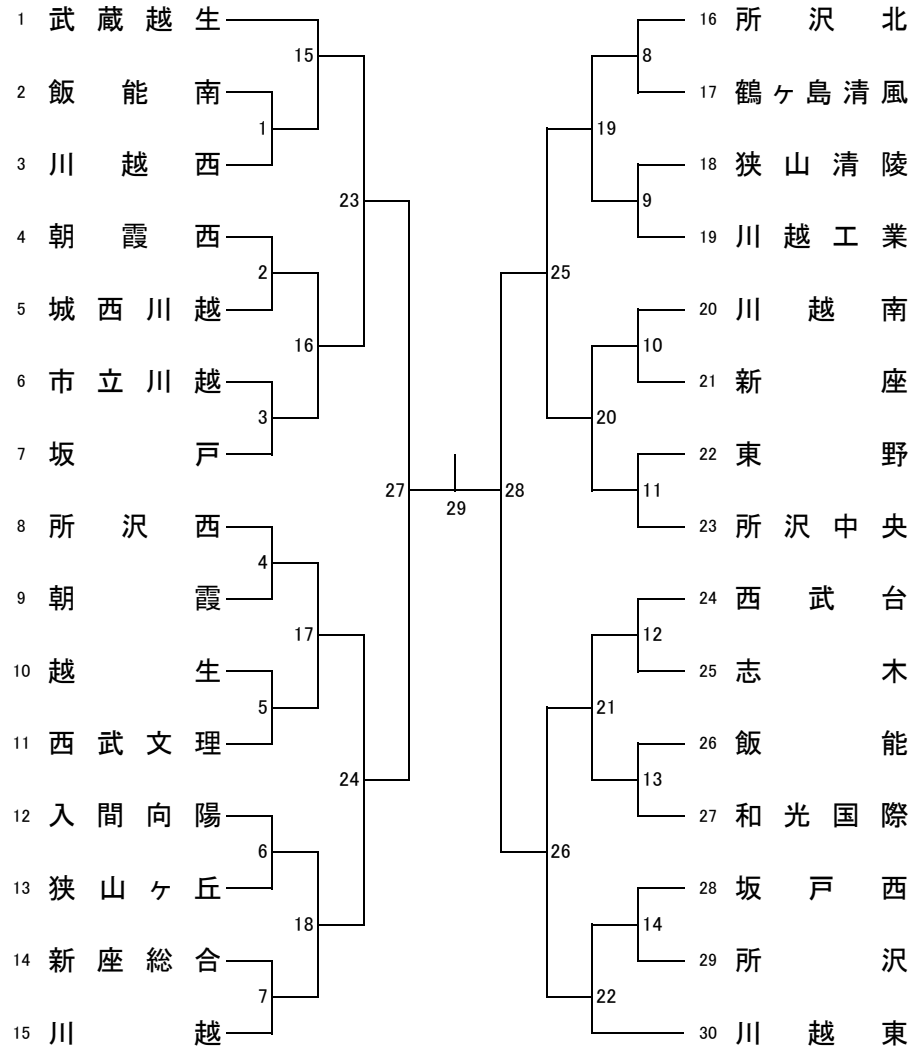 1 武蔵越生
2 飯能南
3 川越西
4 朝霞西
5 城西川越
6 市立川越
7 坂戸
8 所沢西
9 朝霞
10 越生
11 西武文理
12 入間向陽
13 狭山ヶ丘
14 新座総合
15 川越
1
2
3
4
5
6
7
15
16
17
18
23
24
27
29
28
25
26
19
20
21
22
8
9
10
11
12
13
14
16 所沢北
17 鶴ヶ島清風
18 狭山清陵
19 川越工業
20 川越南
21 新座
22 東野
23 所沢中央
24 西武台
25 志木
26 飯能
27 和光国際
28 坂戸西
29 所沢
30 川越東